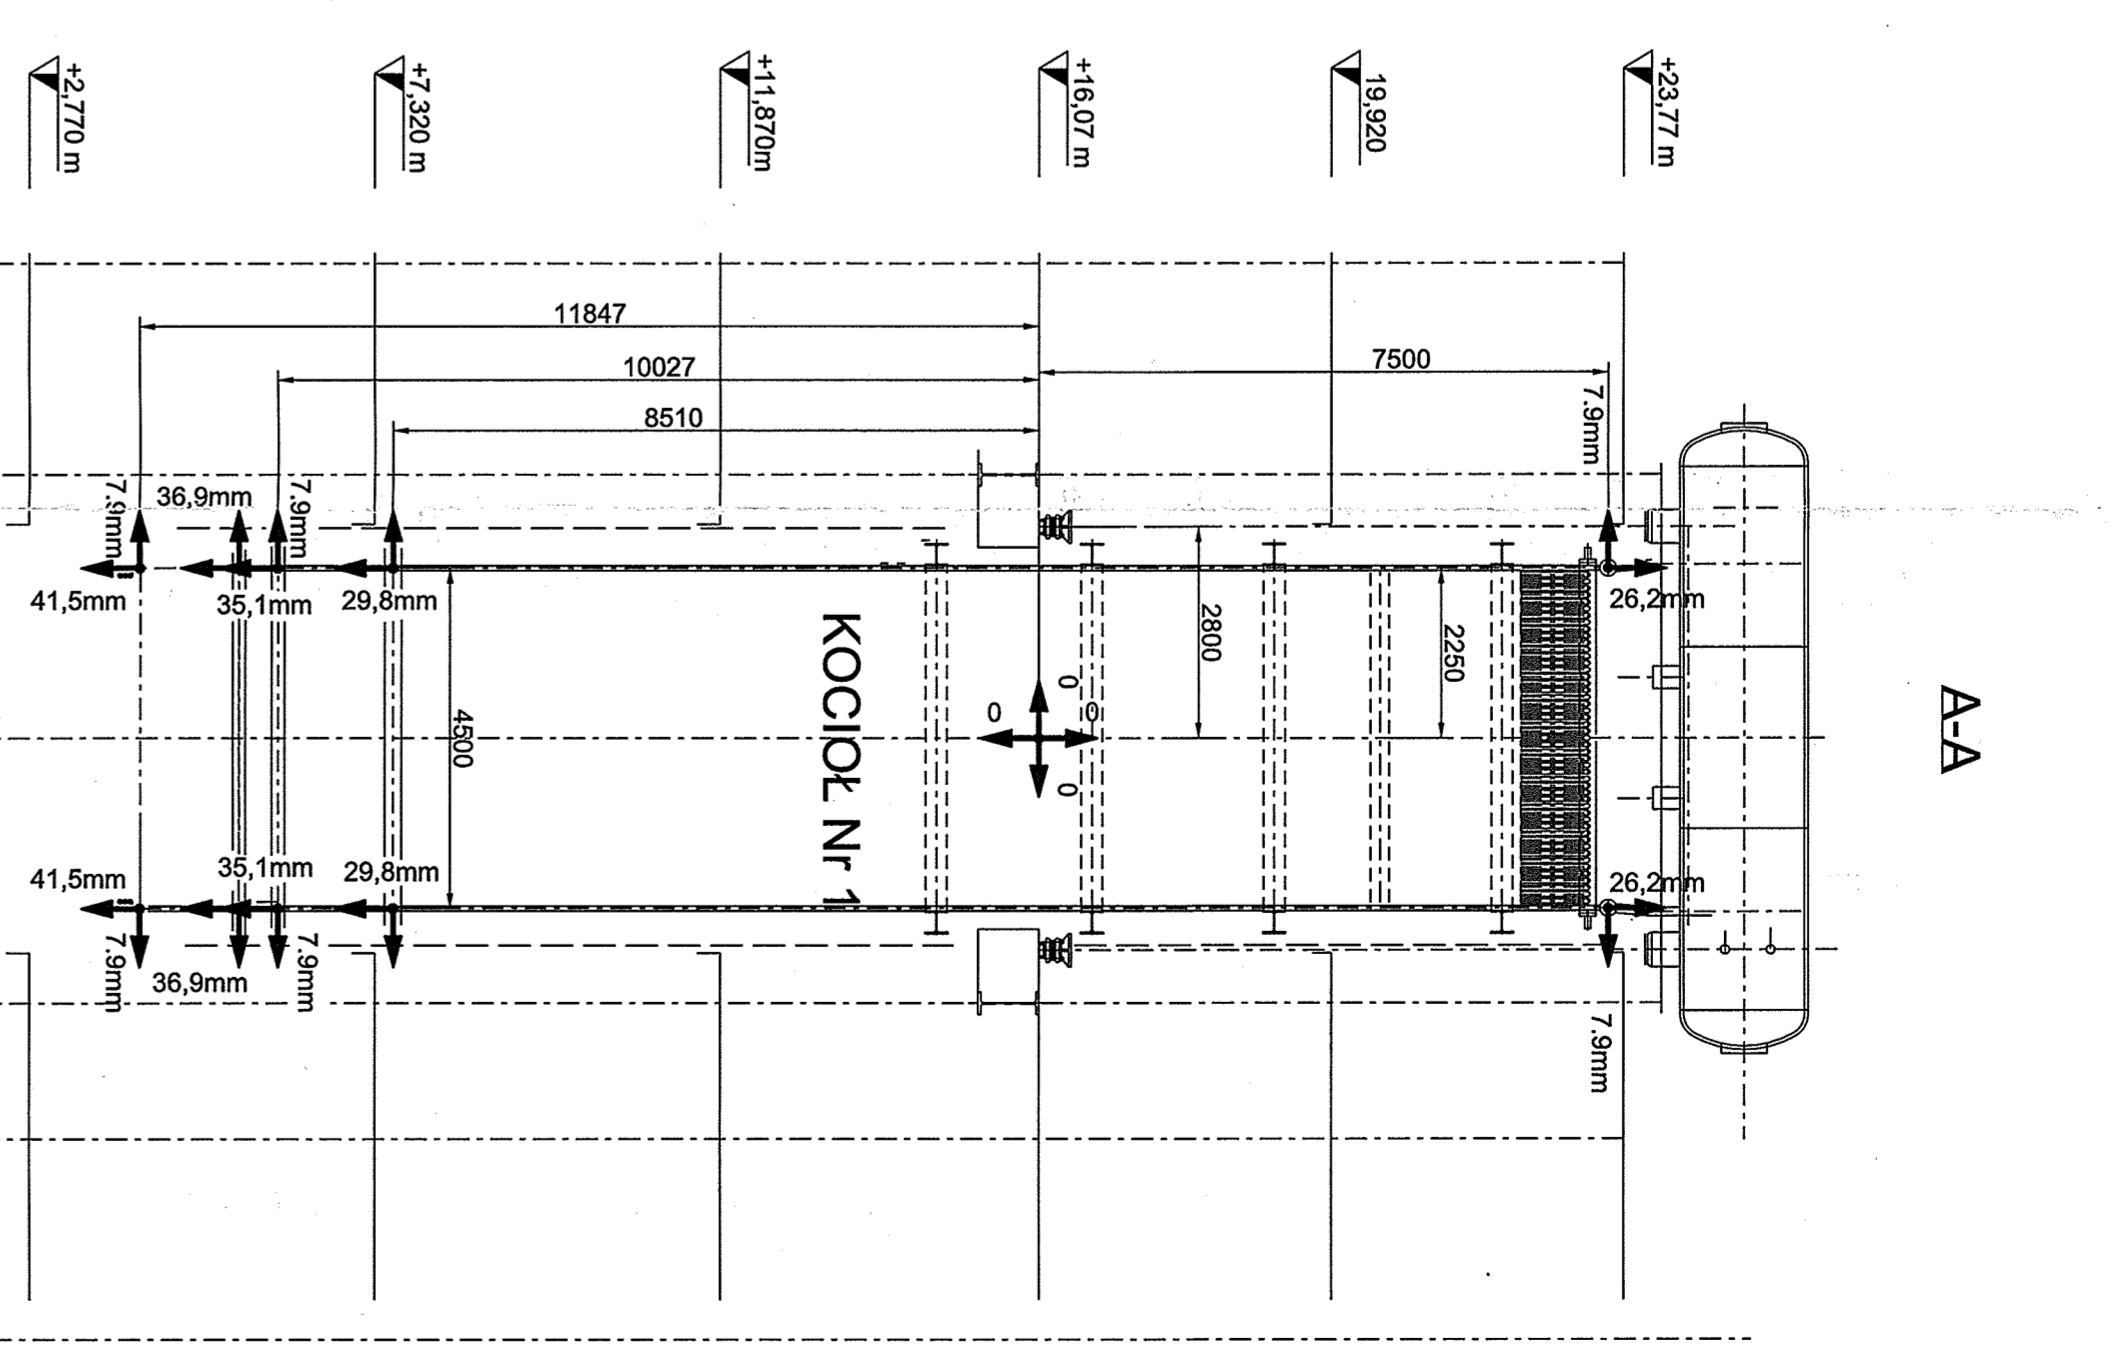 +2,770 m
+7,320 m
+11,870m
+16,07 m
19,920
+23,77 m
11847
10027
7500
8510
7.9mm
7.9mm
36,9mm
7.9mm
41,5mm
35,1mm
29,8mm
26,2mm
2800
2250
4500
KOCIOŁ Nr 1
0
0
0
0
A-A
41,5mm
35,1mm
29,8mm
26,2mm
7.9mm
36,9mm
7.9mm
7.9mm